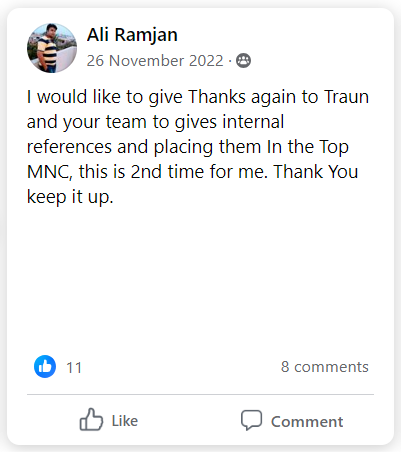 Ali Ramjan
26 November 2022 ·
I would like to give Thanks again to Traun
and your team to gives internal
references and placing them In the Top
MNC, this is 2nd time for me. Thank You
keep it up.
11
8 comments
Like
Comment